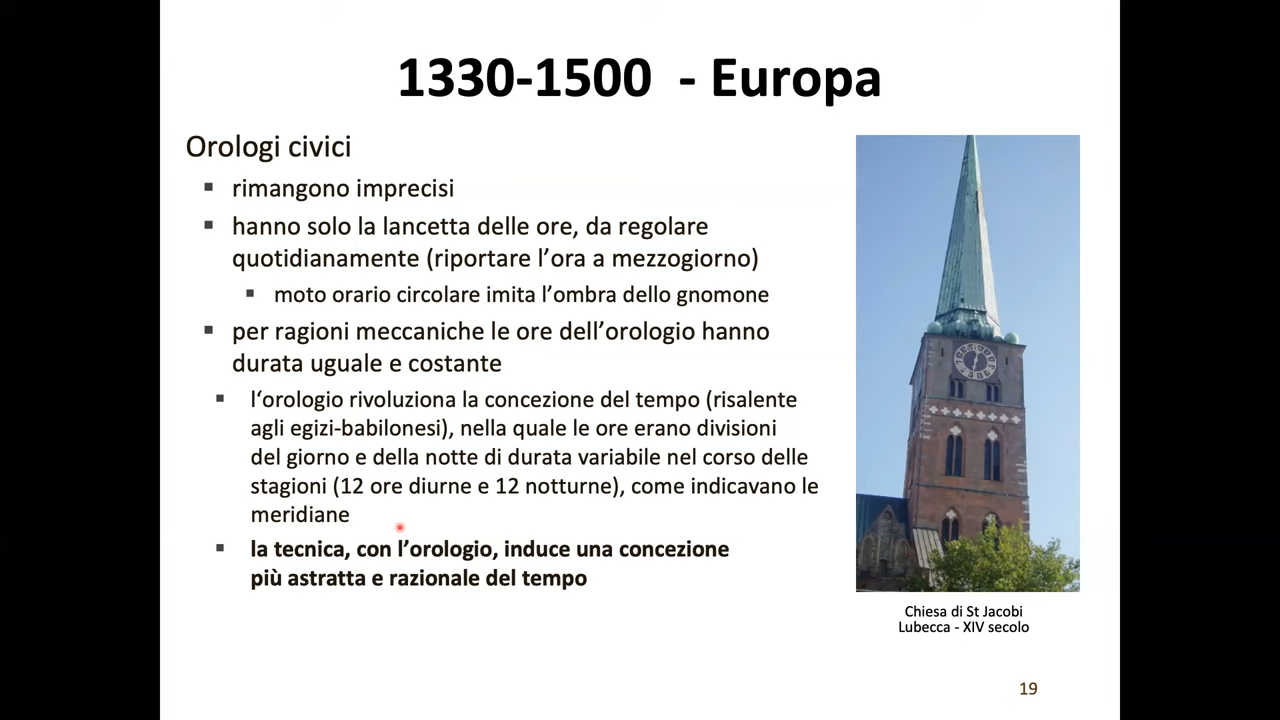 1330-1500 - Europa
Orologi civici
▪ rimangono imprecisi
▪ hanno solo la lancetta delle ore, da regolare
quotidianamente (riportare l’ora a mezzogiorno)
▪ moto orario circolare imita l’ombra dello gnomone
▪ per ragioni meccaniche le ore dell’orologio hanno
durata uguale e costante
▪ l‘orologio rivoluziona la concezione del tempo (risalente
agli egizi-babilonesi), nella quale le ore erano divisioni
del giorno e della notte di durata variabile nel corso delle
stagioni (12 ore diurne e 12 notturne), come indicavano le
meridiane
▪ la tecnica, con l’orologio, induce una concezione
più astratta e razionale del tempo
Chiesa di St Jacobi
Lubecca - XIV secolo
19